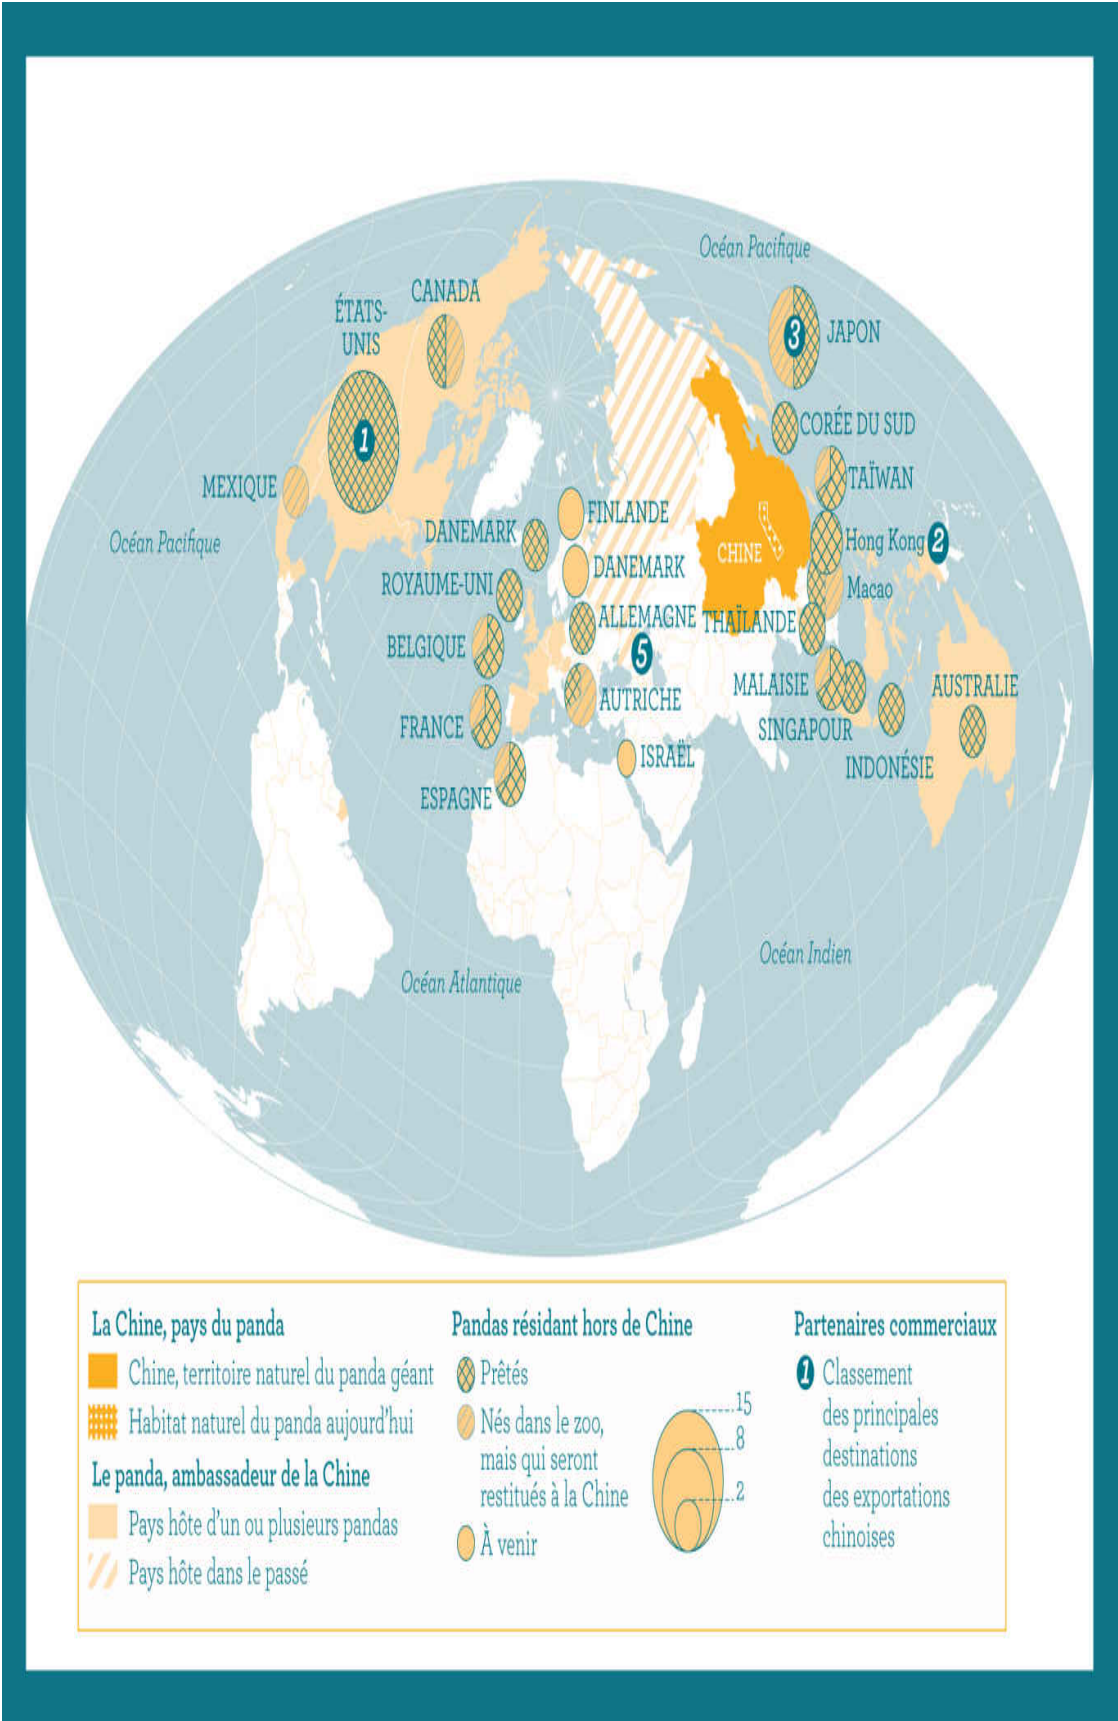 Océan Pacifique
CANADA
ÉTATS-
UNIS
3
JAPON
1
CORÉE DU SUD
TAÏWAN
MEXIQUE
FINLANDE
DANEMARK
Océan Pacifique
CHINE
Hong Kong
2
DANEMARK
ROYAUME-UNI
Macao
ALLEMAGNE
THAÏLANDE
BELGIQUE
5
MALAISIE
AUSTRALIE
AUTRICHE
FRANCE
SINGAPOUR
ISRAËL
INDONÉSIE
ESPAGNE
Océan Indien
Océan Atlantique
La Chine, pays du panda
Chine, territoire naturel du panda géant
Habitat naturel du panda aujourd'hui
Le panda, ambassadeur de la Chine
Pays hôte d'un ou plusieurs pandas
Pays hôte dans le passé
Pandas résidant hors de Chine
Prêtés
Nés dans le zoo,
mais qui seront
restitués à la Chine
À venir
15
8
2
Partenaires commerciaux
1 Classement
des principales
destinations
des exportations
chinoises